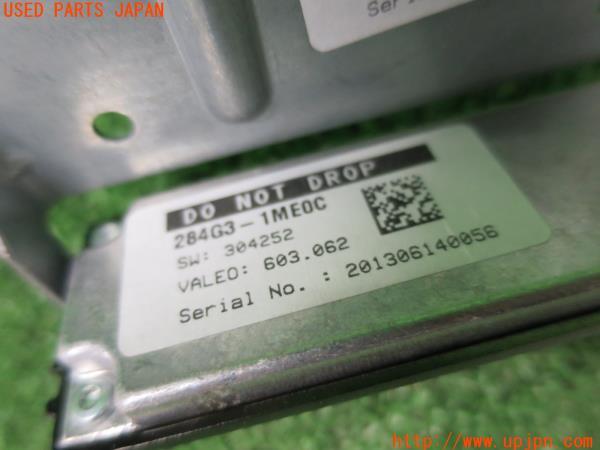 USED PARTS JAPAN
DO NOT DROP
284G3-1ME0C
SW: 304252
VALEO: 603.062
Serial No. : 201306140056
http://www.upjpn.com/